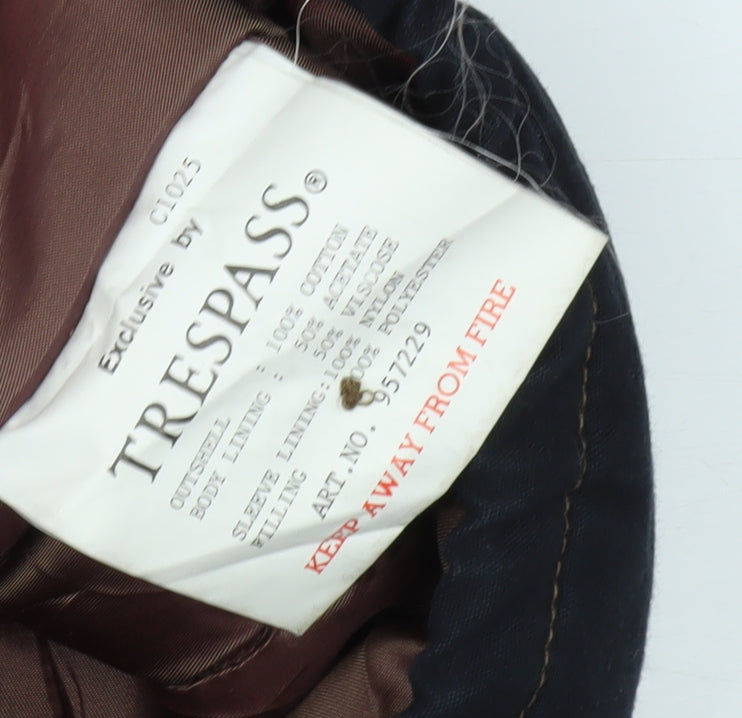 C1025
Exclusive by
TRESPASS®
OUTSHELL : 100% COTTON
BODY LINING : 50% ACETATE
50% VISCOSE
SLEEVE LINING:100% NYLON
FILLING 00% POLYESTER
ART.NO. 957229
KEEP AWAY FROM FIRE